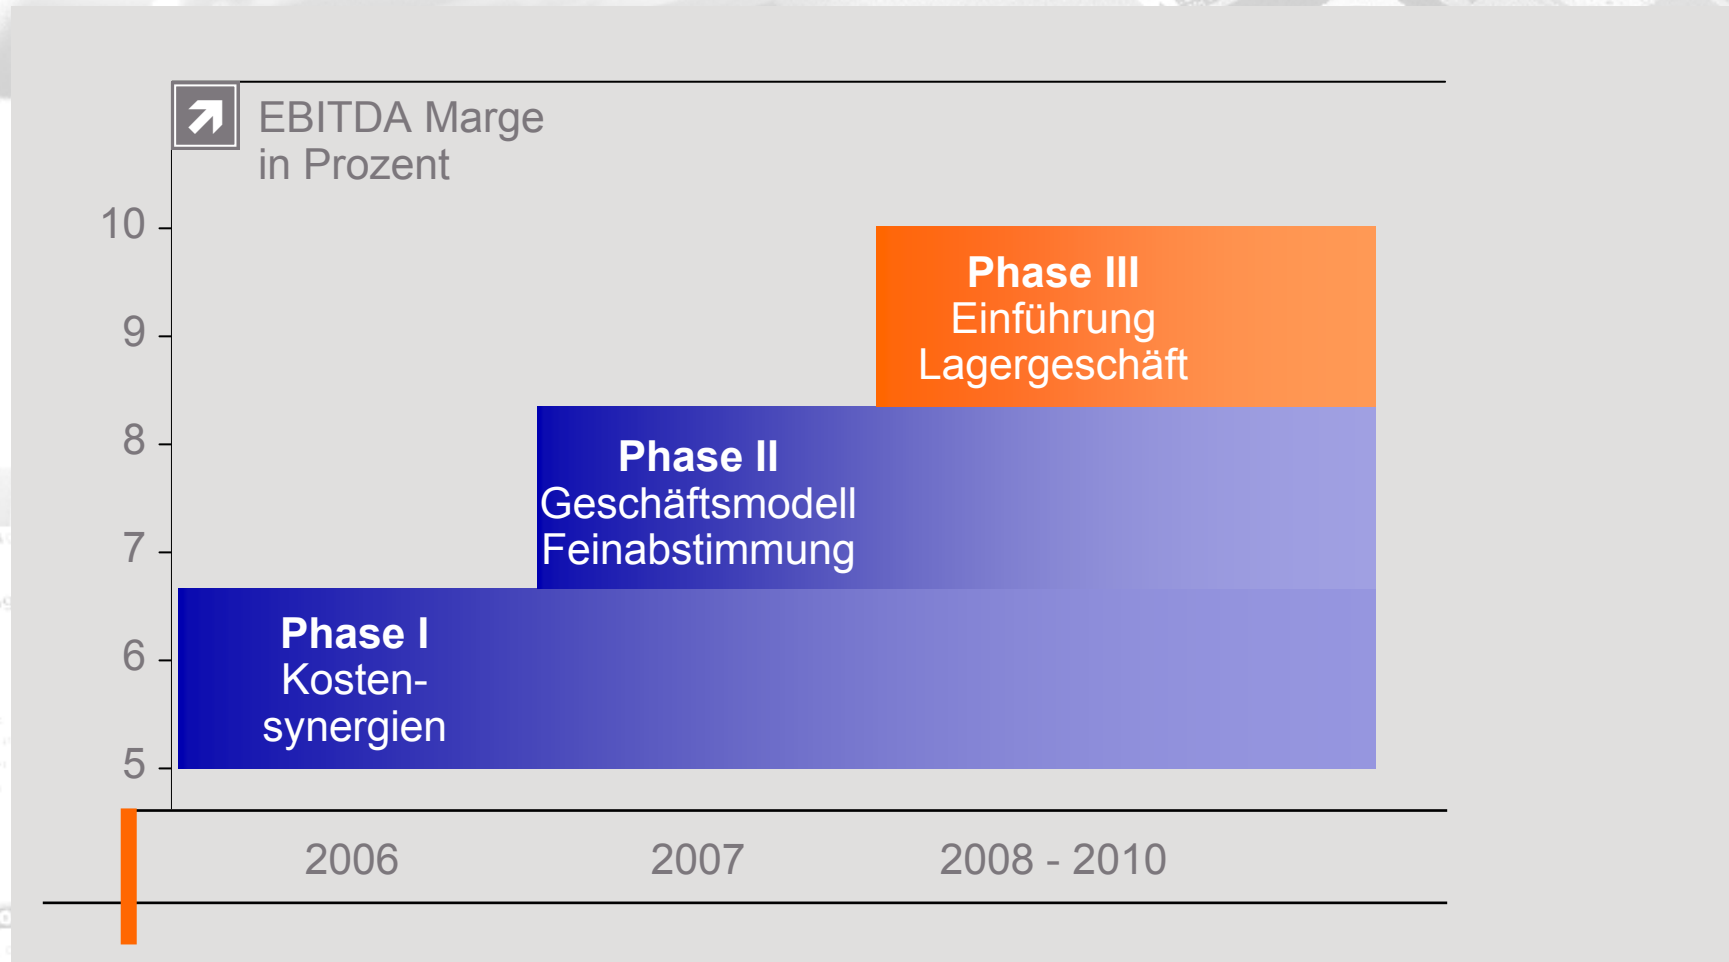 EBITDA Marge
in Prozent
10
9
8
7
6
5
Phase III
Einführung
Lagergeschäft
Phase II
Geschäftsmodell
Feinabstimmung
Phase I
Kosten-
synergien
2006
2007
2008 - 2010